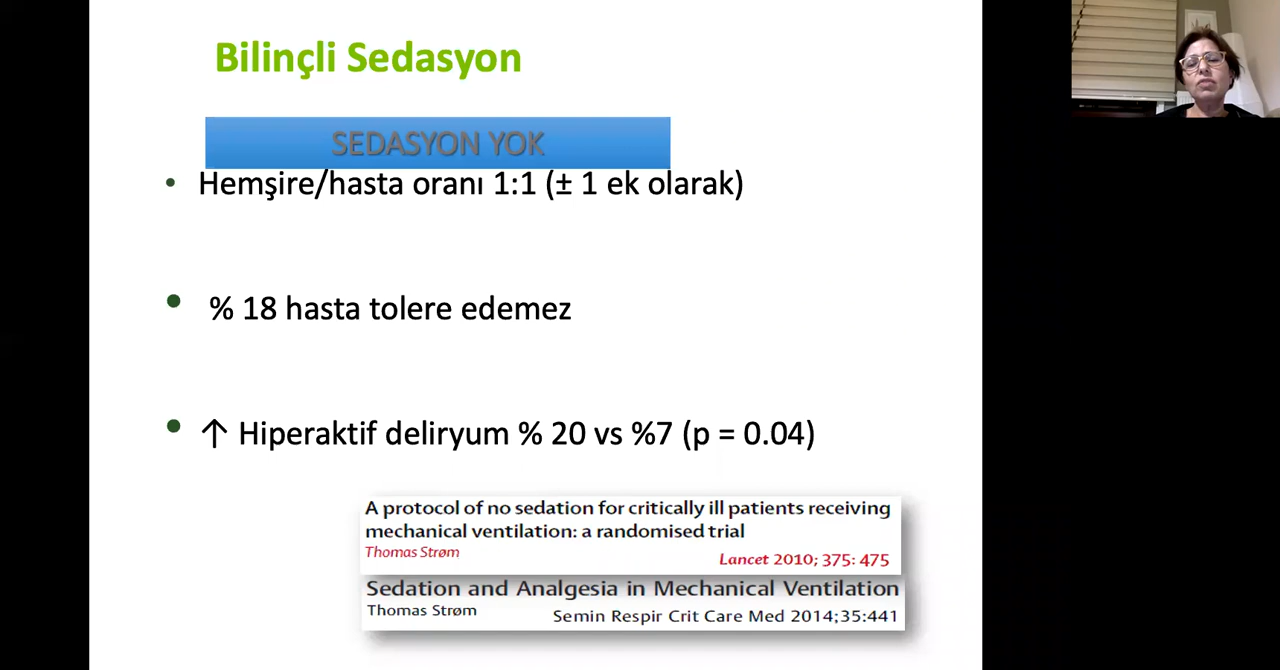 Bilinçli Sedasyon
SEDASYON YOK
• Hemşire/hasta oranı 1:1 (± 1 ek olarak)
• % 18 hasta tolere edemez
• ↑ Hiperaktif deliryum % 20 vs %7 (p = 0.04)
A protocol of no sedation for critically ill patients receiving
mechanical ventilation: a randomised trial
Thomas Strøm
Lancet 2010; 375: 475
Sedation and Analgesia in Mechanical Ventilation
Thomas Strøm
Semin Respir Crit Care Med 2014;35:441